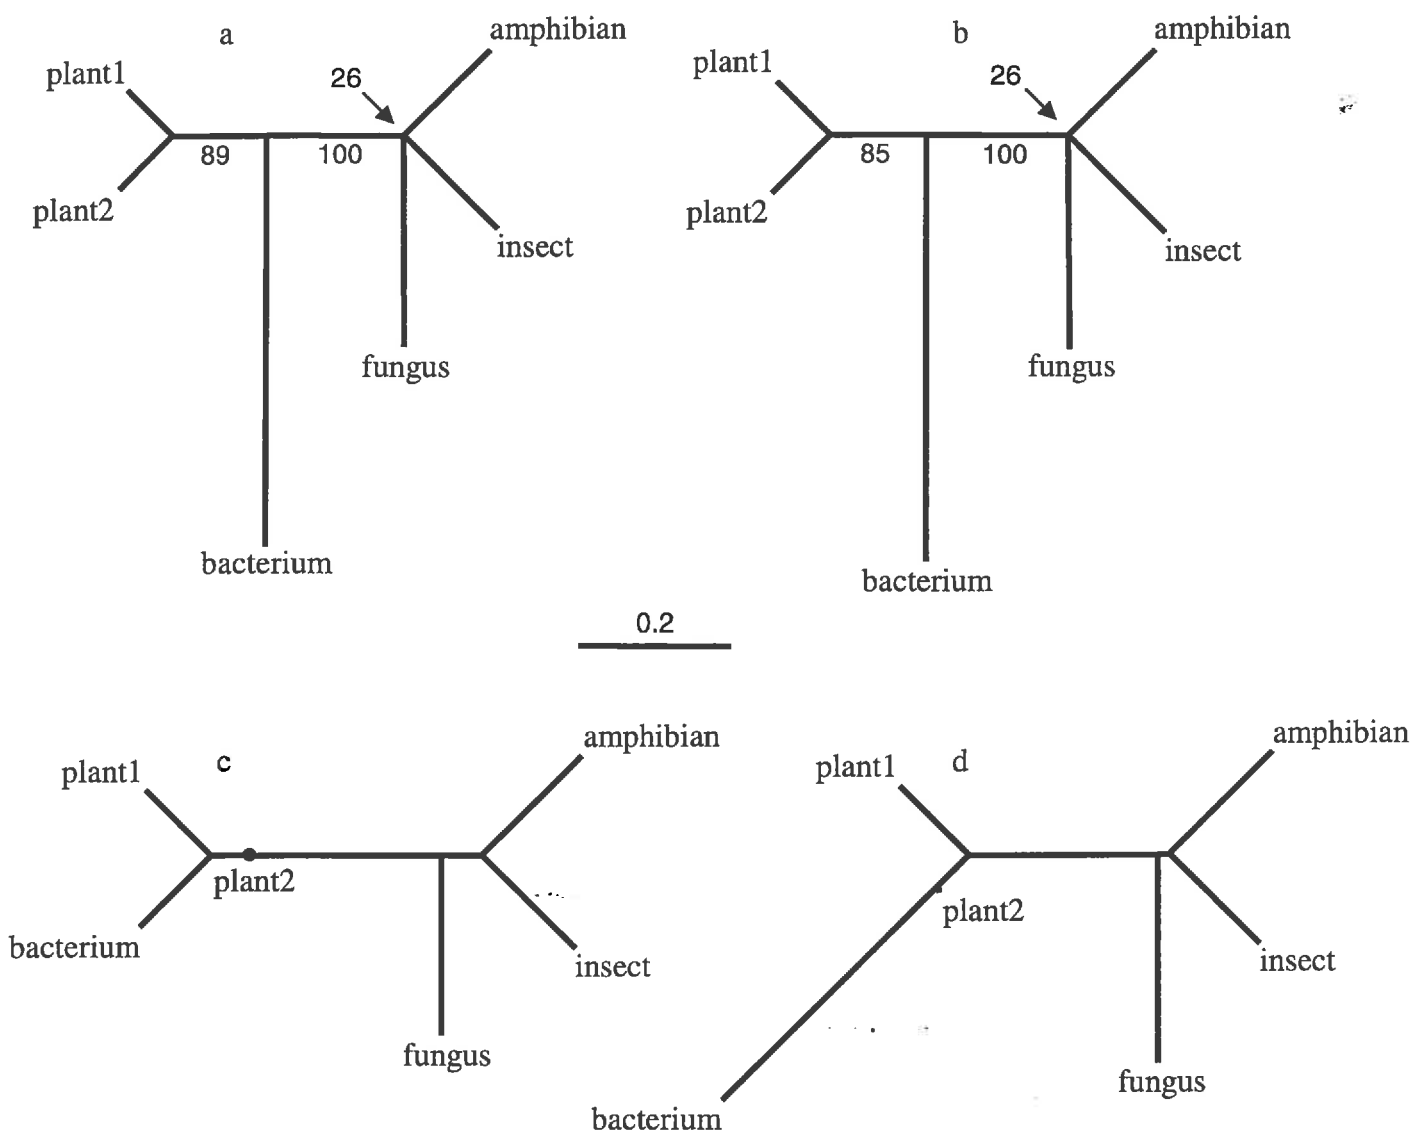 a
amphibian
plant1
26
89
100
plant2
insect
fungus
bacterium
b
amphibian
plant1
26
85
100
plant2
insect
fungus
bacterium
0.2
c
amphibian
plant1
plant2
bacterium
insect
fungus
d
amphibian
plant1
plant2
insect
fungus
bacterium